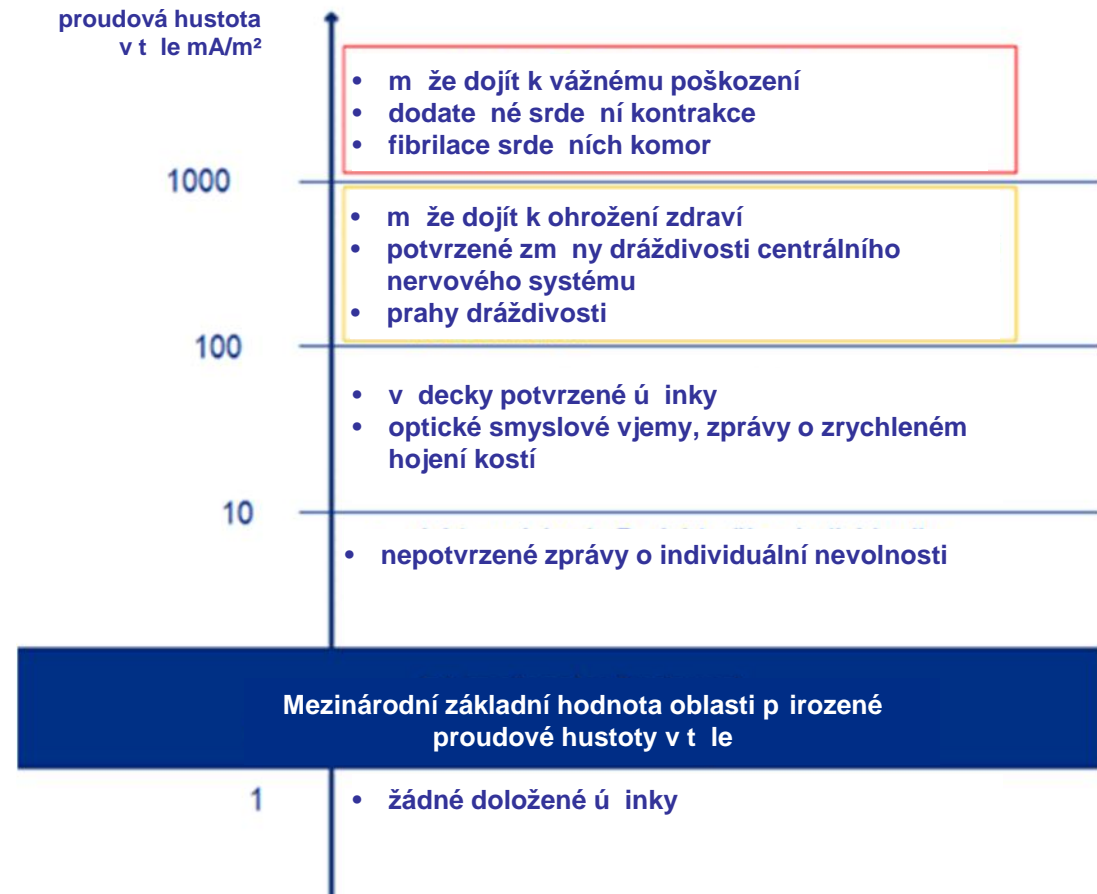 proudová hustota
v t le mA/m²
• m že dojít k vážnému poškození
• dodate né srde ní kontrakce
• fibrilace srde ních komor
1000
• m že dojít k ohrožení zdraví
• potvrzené zm ny dráždivosti centrálního
nervového systému
• prahy dráždivosti
100
• v decky potvrzené ú inky
• optické smyslové vjemy, zprávy o zrychleném
hojení kostí
10
• nepotvrzené zprávy o individuální nevolnosti
Mezinárodní základní hodnota oblasti p irozené
proudové hustoty v t le
1
• žádné doložené ú inky